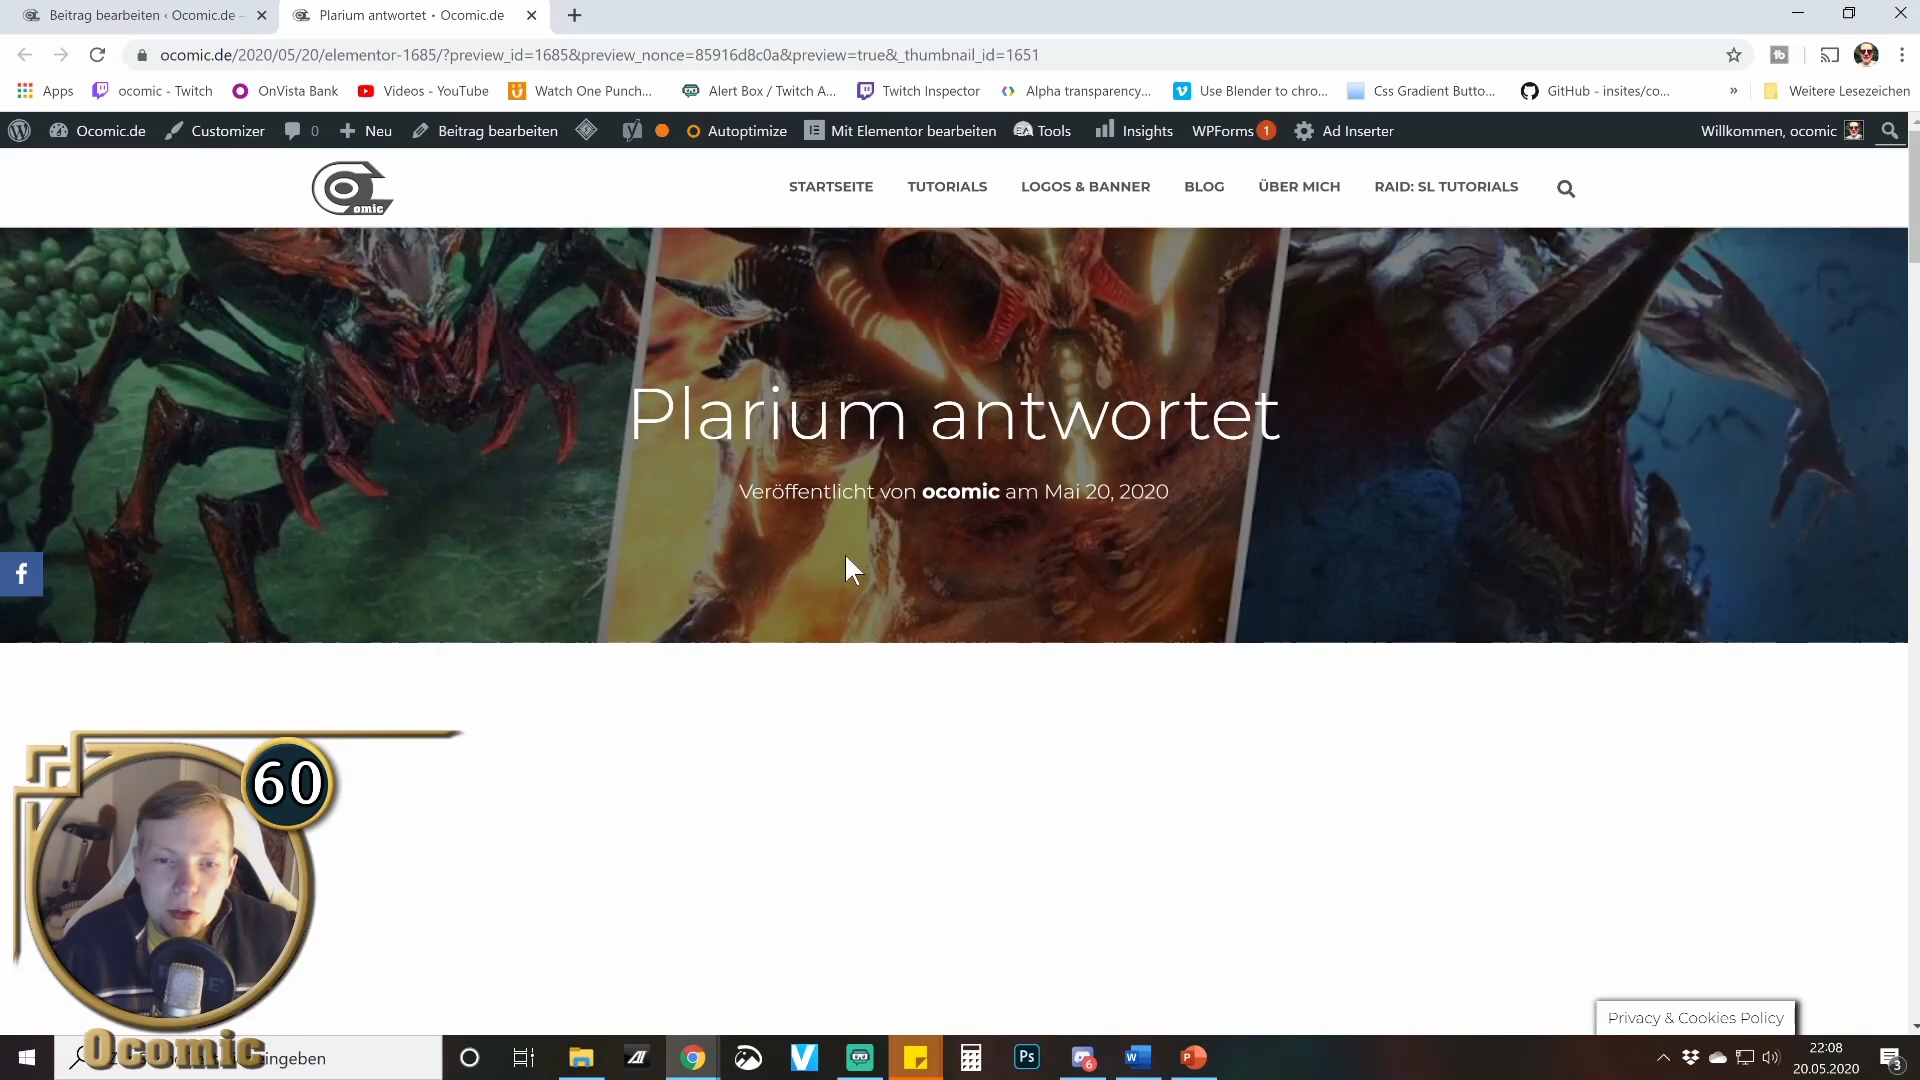 Beitrag bearbeiten ‹ Ocomic.de –
Plarium antwortet • Ocomic.de
ocomic.de/2020/05/20/elementor-1685/?preview_id=1685&preview_nonce=85916d8c0a&preview=true&_thumbnail_id=1651
Apps
ocomic - Twitch
OnVista Bank
Videos - YouTube
Watch One Punch...
Alert Box / Twitch A...
Twitch Inspector
Alpha transparency...
Use Blender to chro...
Css Gradient Butto...
GitHub - insites/co...
»
Weitere Lesezeichen
Ocomic.de
Customizer
0
Neu
Beitrag bearbeiten
Autoptimize
Mit Elementor bearbeiten
Tools
Insights
WPForms 1
Ad Inserter
Willkommen, ocomic
omic
STARTSEITE
TUTORIALS
LOGOS & BANNER
BLOG
ÜBER MICH
RAID: SL TUTORIALS
Plarium antwortet
Veröffentlicht von ocomic am Mai 20, 2020
f
60
Ocomic
eingeben
Privacy & Cookies Policy
Ps
6
22:08
20.05.2020
3